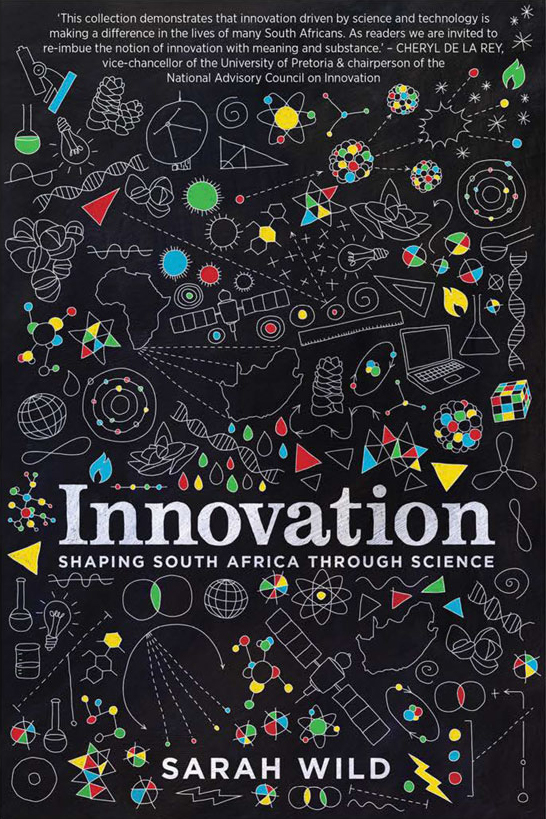 ‘This collection demonstrates that innovation driven by science and technology is
making a difference in the lives of many South Africans. As readers we are invited to
re-imbue the notion of innovation with meaning and substance.’ – CHERYL DE LA REY,
vice-chancellor of the University of Pretoria & chairperson of the
National Advisory Council on Innovation
Innovation
SHAPING SOUTH AFRICA THROUGH SCIENCE
SARAH WILD